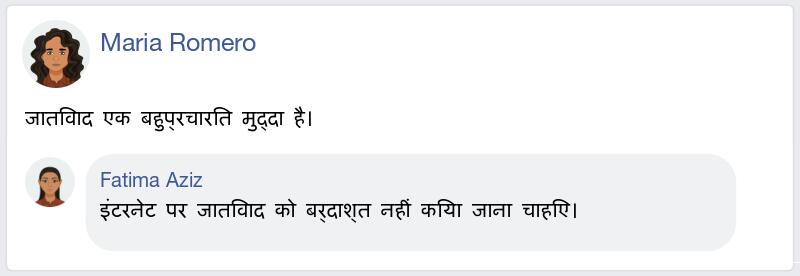 Maria Romero
जातिवाद एक बहुप्रचारित मुद्दा है।
Fatima Aziz
इंटरनेट पर जातिवाद को बर्दाश्त नहीं किया जाना चाहिए।